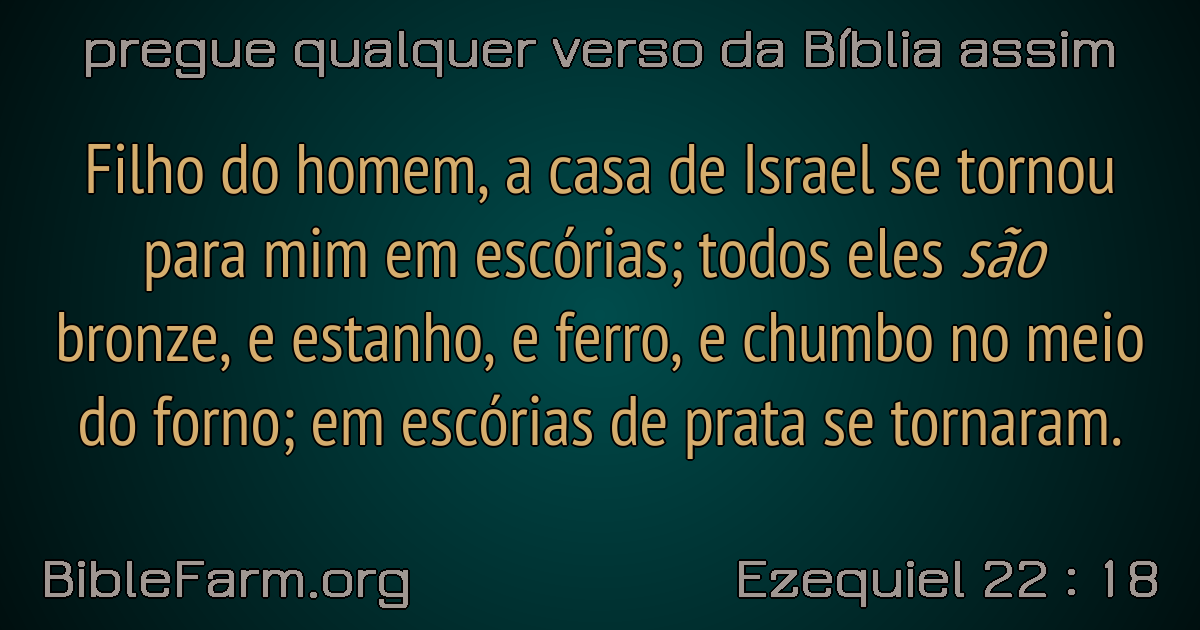 pregue qualquer verso da Bíblia assim
Filho do homem, a casa de Israel se tornou
para mim em escórias; todos eles são
bronze, e estanho, e ferro, e chumbo no meio
do forno; em escórias de prata se tornaram.
BibleFarm.org
Ezequiel 22 : 18